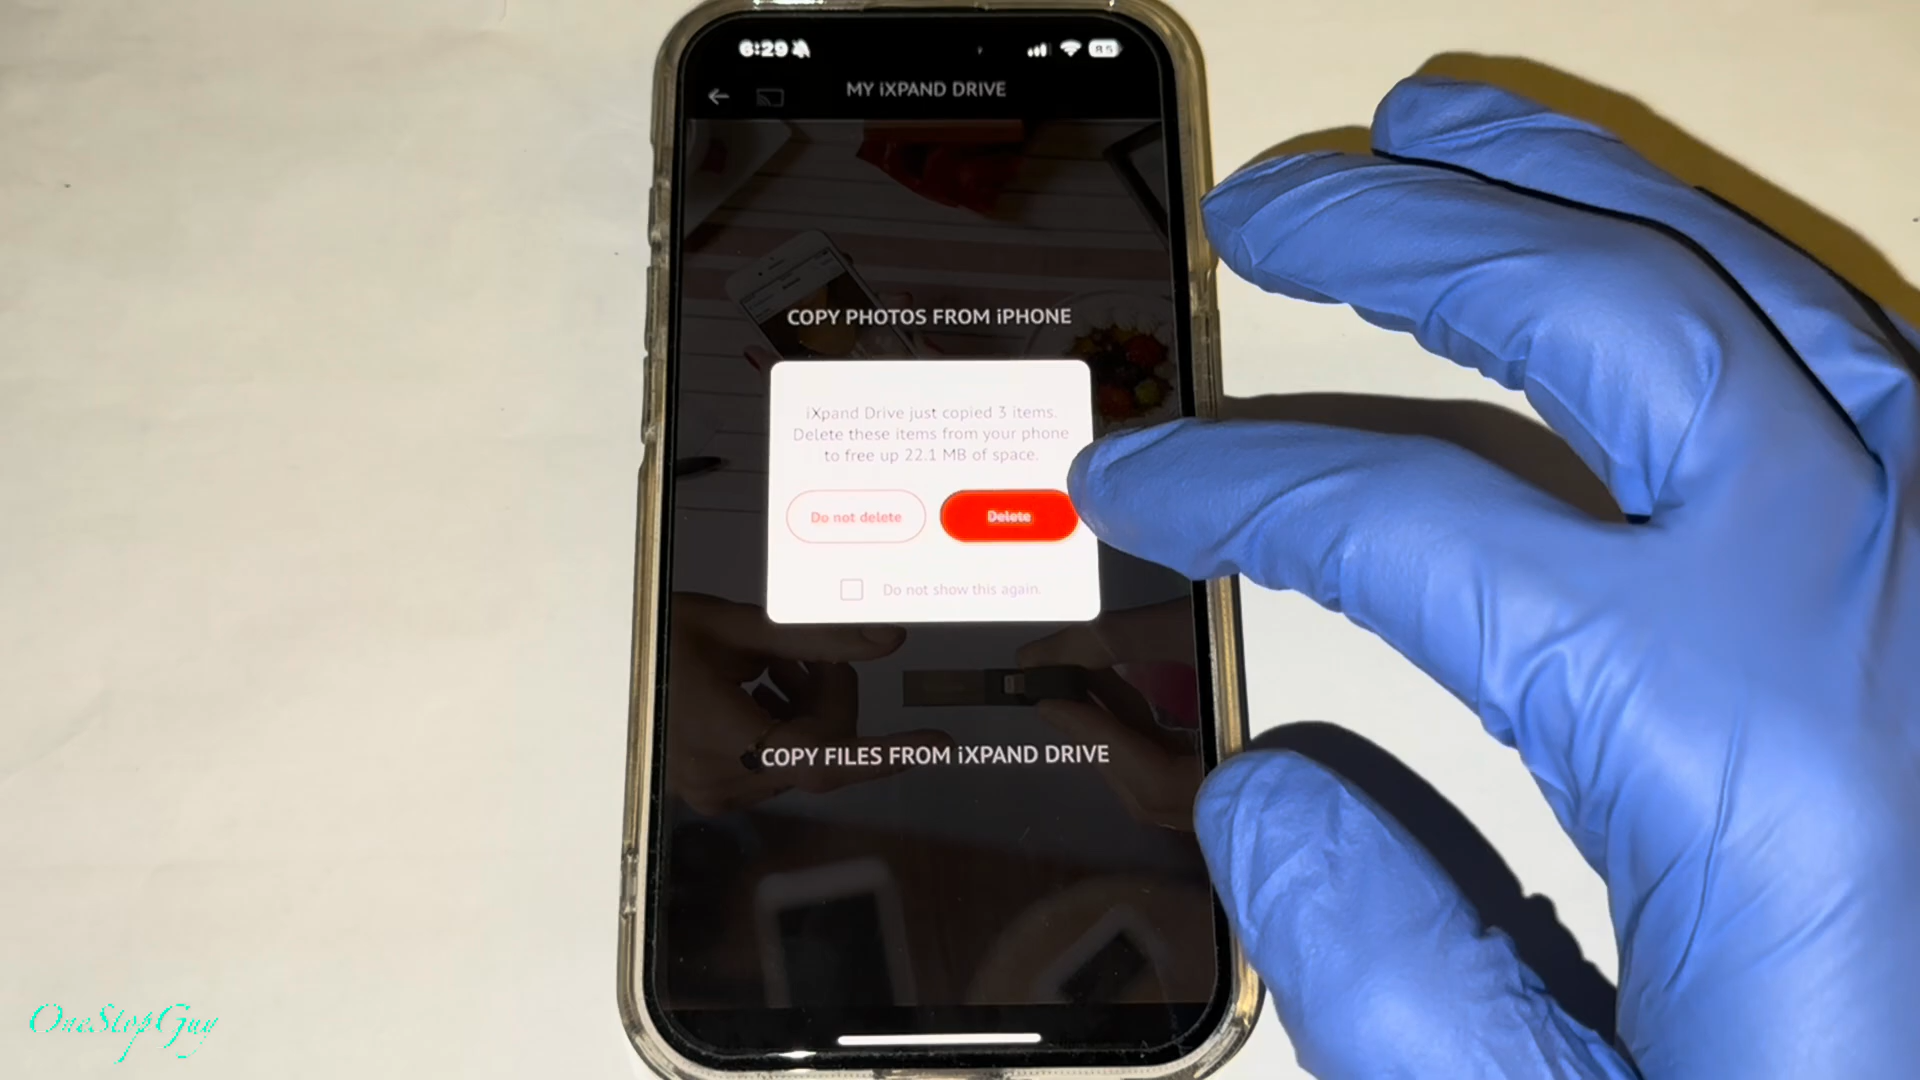 6:29
85
MY iXPAND DRIVE
COPY PHOTOS FROM iPHONE
iXpand Drive just copied 3 items.
Delete these items from your phone
to free up 22.1 MB of space.
Do not delete
Delete
Do not show this again.
COPY FILES FROM iXPAND DRIVE
OneStopGuy